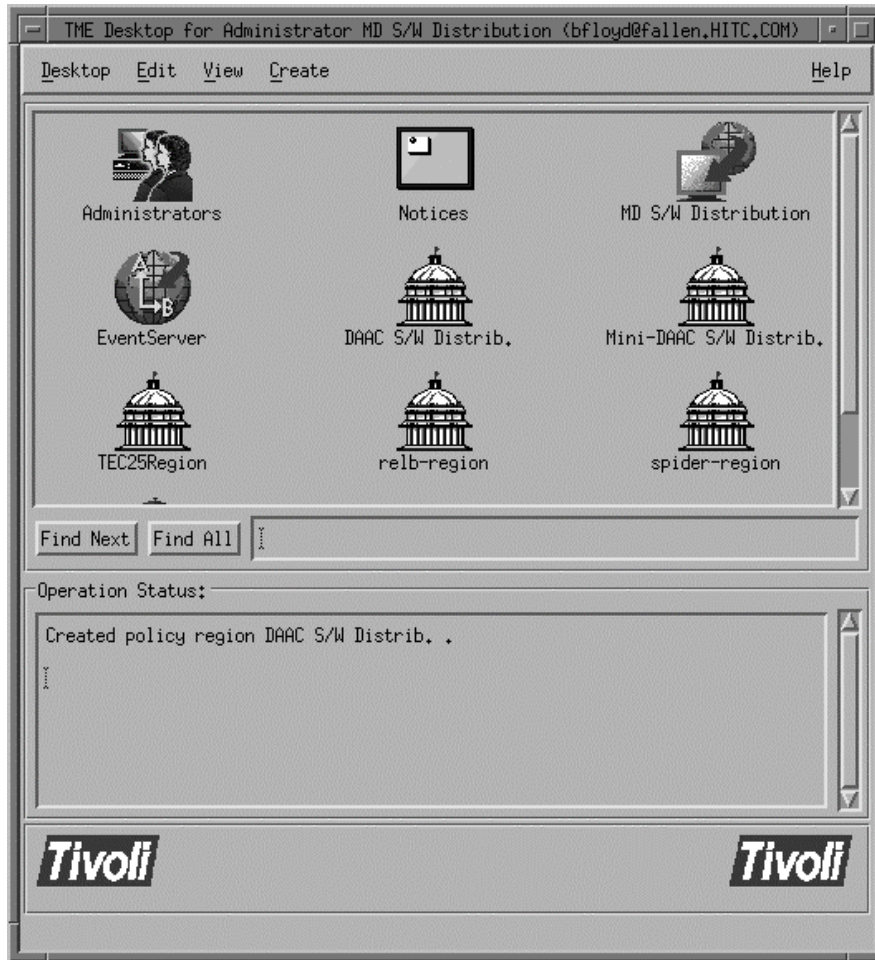 TME Desktop for Administrator MD S/W Distribution (bfloyd@fallen.HITC.COM)
Desktop Edit View Create Help
Administrators Notices MD S/W Distribution
A
B
EventServer DAAC S/W Distrib. Mini-DAAC S/W Distrib.
TEC25Region relb-region spider-region
Find Next Find All
Operation Status:
Created policy region DAAC S/W Distrib. .
Tivoli Tivoli